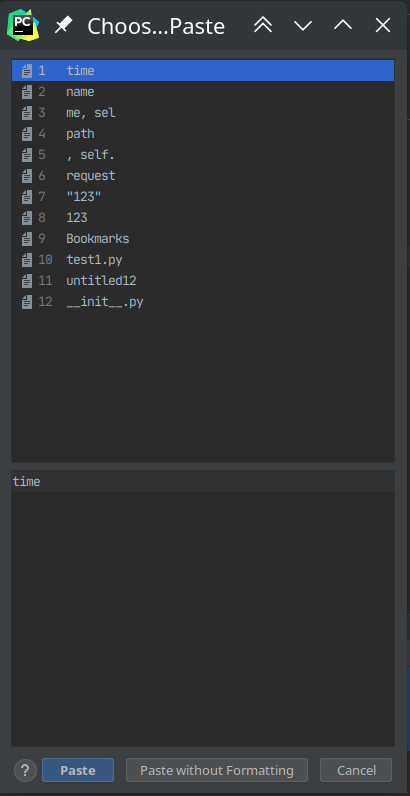 PC
Choos...Paste
1 time
2 name
3 me, sel
4 path
5 , self.
6 request
7 "123"
8 123
9 Bookmarks
10 test1.py
11 untitled12
12 __init__.py
time
? Paste Paste without Formatting Cancel